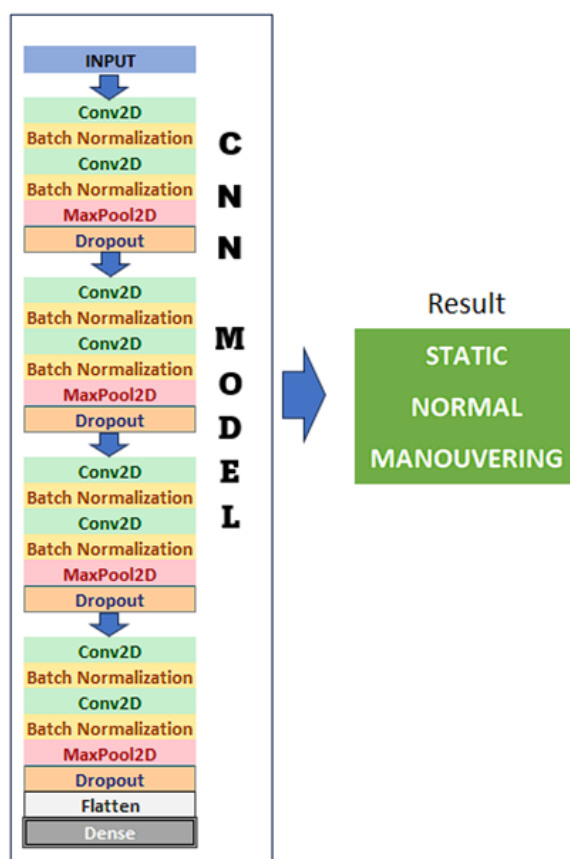 INPUT
Conv2D
Batch Normalization
Conv2D
Batch Normalization
MaxPool2D
Dropout
Conv2D
Batch Normalization
Conv2D
Batch Normalization
MaxPool2D
Dropout
Conv2D
Batch Normalization
Conv2D
Batch Normalization
MaxPool2D
Dropout
Conv2D
Batch Normalization
Conv2D
Batch Normalization
MaxPool2D
Dropout
Flatten
Dense
CNN MODEL
Result
STATIC
NORMAL
MANOUVERING